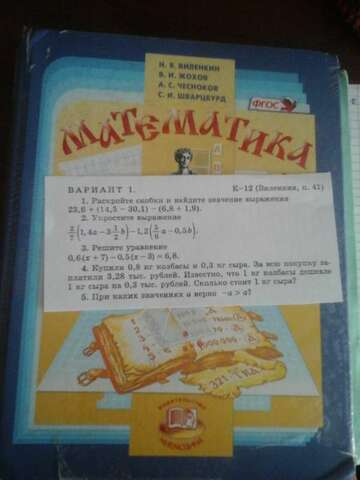 Н. Я. ВИЛЕНКИН
В. И. ЖОХОВ
А. С. ЧЕСНОКОВ
С. И. ШВАРЦБУРД
ФГОС
МАТЕМАТИКА
ВАРИАНТ 1. К–12 (Виленкин, п. 41)
1. Раскройте скобки и найдите значение выражения
23,6 + (14,5 − 30,1) − (6,8 + 1,9).
2. Упростите выражение
3. Решите уравнение
0,6(x + 7) − 0,5(x − 3) = 6,8.
4. Купили 0,8 кг колбасы и 0,3 кг сыра. За всю покупку за-
платили 3,28 тыс. рублей. Известно, что 1 кг колбасы дешевле
1 кг сыра на 0,3 тыс. рублей. Сколько стоит 1 кг сыра?
5. При каких значениях a верно −a > a?